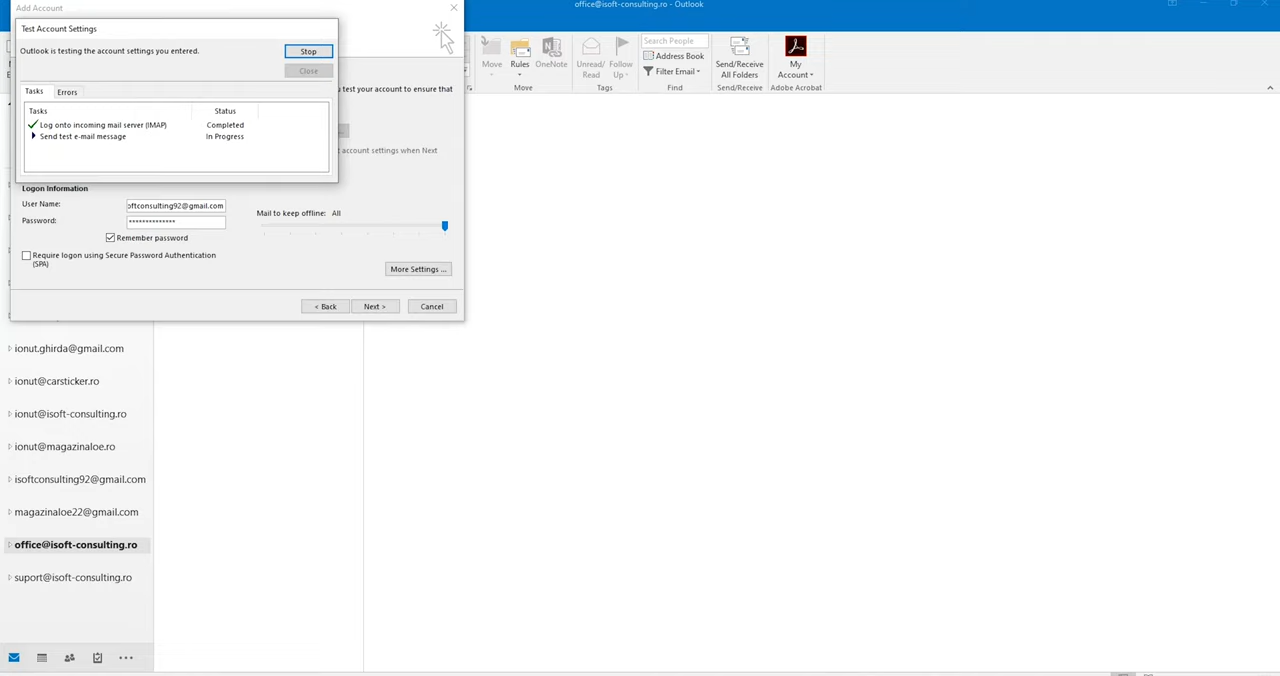 office@isoft-consulting.ro - Outlook
Add Account
Test Account Settings
Outlook is testing the account settings you entered.
Stop
Close
Tasks
Errors
Tasks Status
Log onto incoming mail server (IMAP) Completed
Send test e-mail message In Progress
test your account to ensure that
account settings when Next
Logon Information
User Name: oftconsulting92@gmail.com
Password: **************
Remember password
Require logon using Secure Password Authentication
(SPA)
Mail to keep offline: All
More Settings ...
< Back
Next >
Cancel
Move
Rules
OneNote
Move
Unread/
Read
Follow
Up
Tags
Search People
Address Book
Filter Email
Find
Send/Receive
All Folders
Send/Receive
My
Account
Adobe Acrobat
ionut.ghirda@gmail.com
ionut@carsticker.ro
ionut@isoft-consulting.ro
ionut@magazinaloe.ro
isoftconsulting92@gmail.com
magazinaloe22@gmail.com
office@isoft-consulting.ro
suport@isoft-consulting.ro